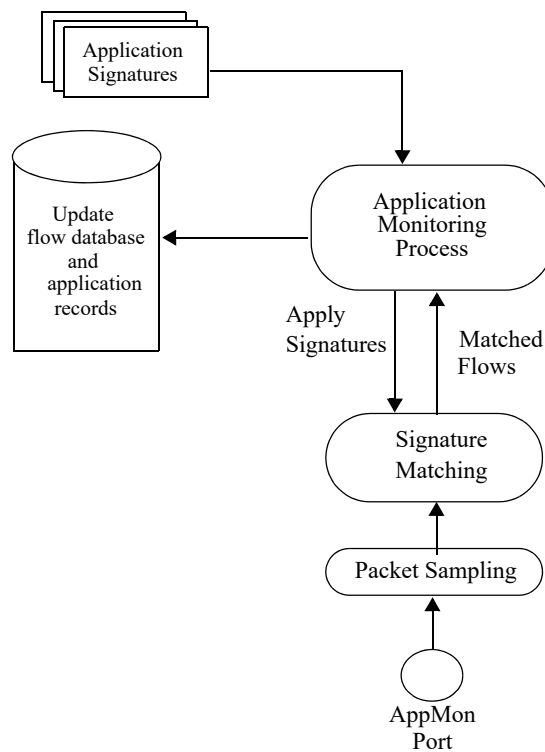 Application
Signatures
Application
Monitoring
Process
Update
flow database
and
application
records
Apply
Signatures
Matched
Flows
Signature
Matching
Packet Sampling
AppMon
Port